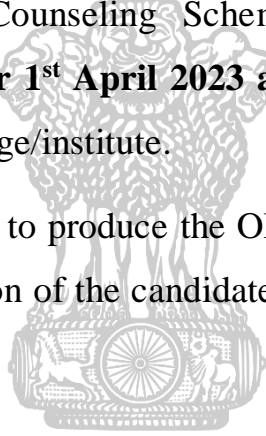 Counseling Schem
r 1st April 2023 a
ge/institute.
to produce the O
on of the candidate